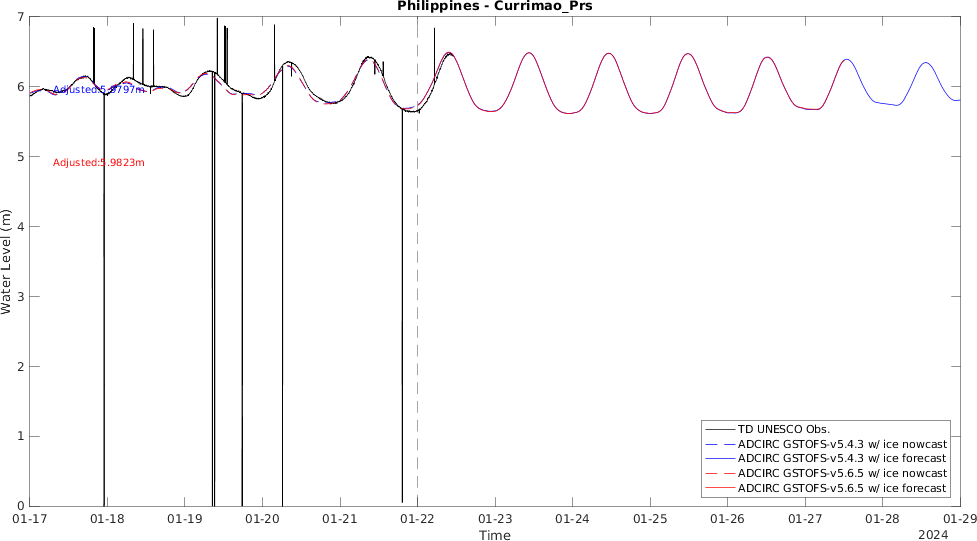 Philippines - Currimao_Prs
7
6
5
4
3
2
1
0
Water Level (m)
Adjusted:5.9797m
Adjusted:5.9823m
TD UNESCO Obs.
ADCIRC GSTOFS-v5.4.3 w/ ice nowcast
ADCIRC GSTOFS-v5.4.3 w/ ice forecast
ADCIRC GSTOFS-v5.6.5 w/ ice nowcast
ADCIRC GSTOFS-v5.6.5 w/ ice forecast
01-17 01-18 01-19 01-20 01-21 01-22 01-23 01-24 01-25 01-26 01-27 01-28 01-29
Time
2024